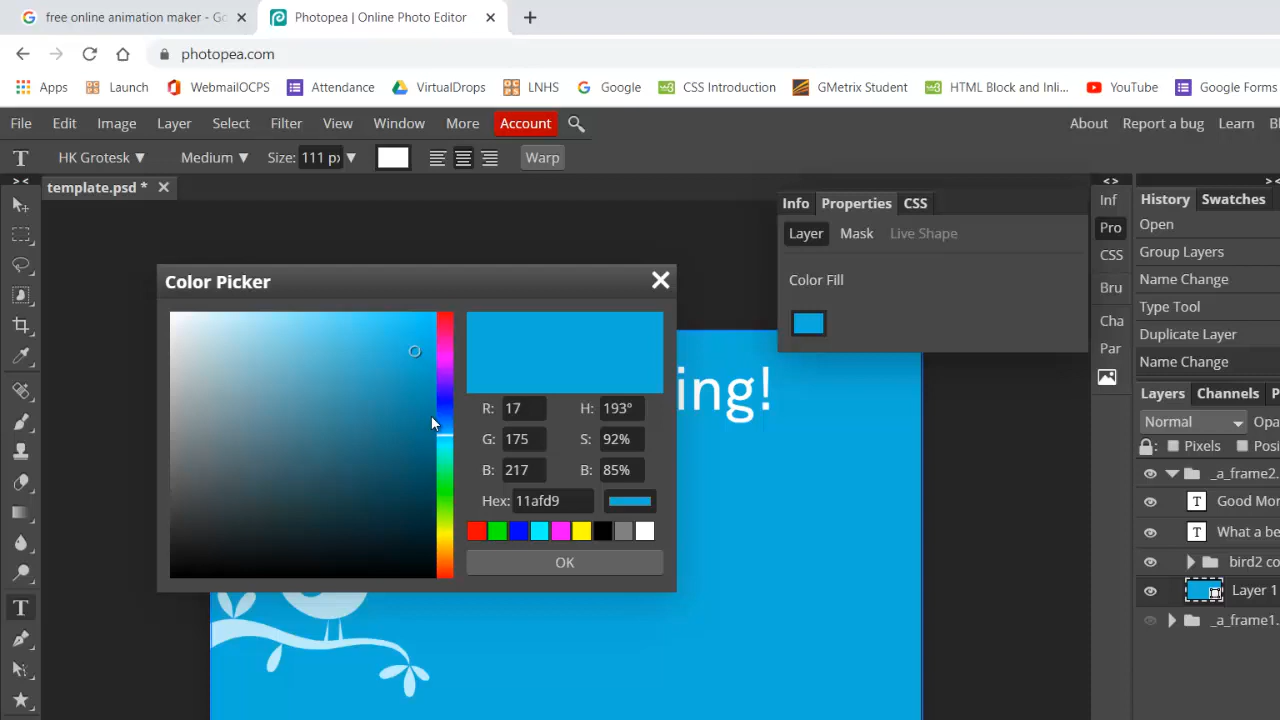 free online animation maker - Go
Photopea | Online Photo Editor
photopea.com
Apps Launch WebmailOCPS Attendance VirtualDrop LNHS Google CSS Introduction GMetrix Student HTML Block and Inli... YouTube Google Forms
File Edit Image Layer Select Filter View Window More Account About Report a bug Learn Bl
T HK Grotesk Medium Size: 111 px Warp
template.psd *
Info Properties CSS
Layer Mask Live Shape
Color Fill
Inf
Pro
CSS
Bru
Cha
Par
History Swatches
Open
Group Layers
Name Change
Type Tool
Duplicate Layer
Name Change
Layers Channels P
Normal Opa
Pixels Posi
_a_frame2.
T Good Mor
T What a be
bird2 co
Layer 1
_a_frame1.
Color Picker
R: 17 H: 193°
G: 175 S: 92%
B: 217 B: 85%
Hex: 11afd9
OK
ing!
T